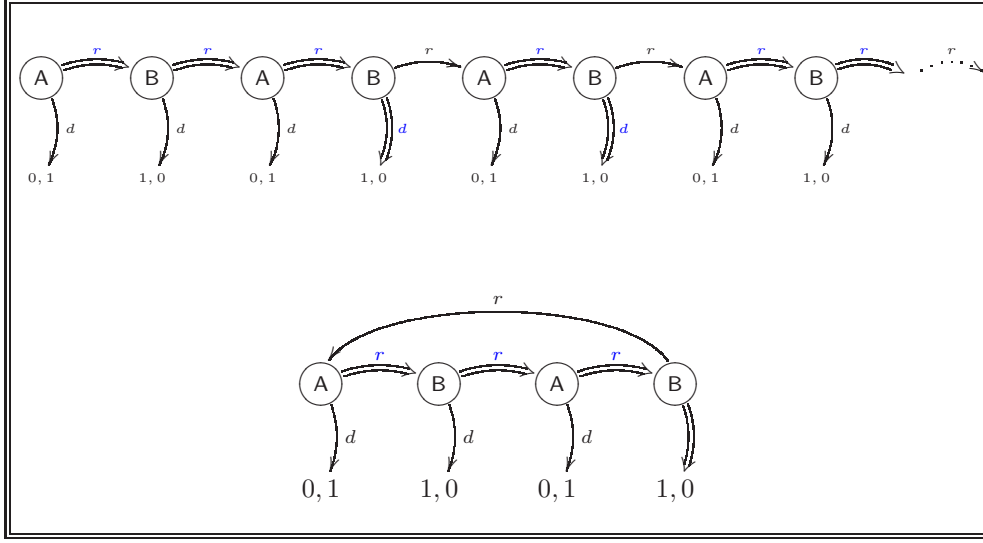 r r r r r r r r r
A B A B A B A B
d d d d d d d d
0, 1 1, 0 0, 1 1, 0 0, 1 1, 0 0, 1 1, 0
r
r r r
A B A B
d d d
0, 1 1, 0 0, 1 1, 0